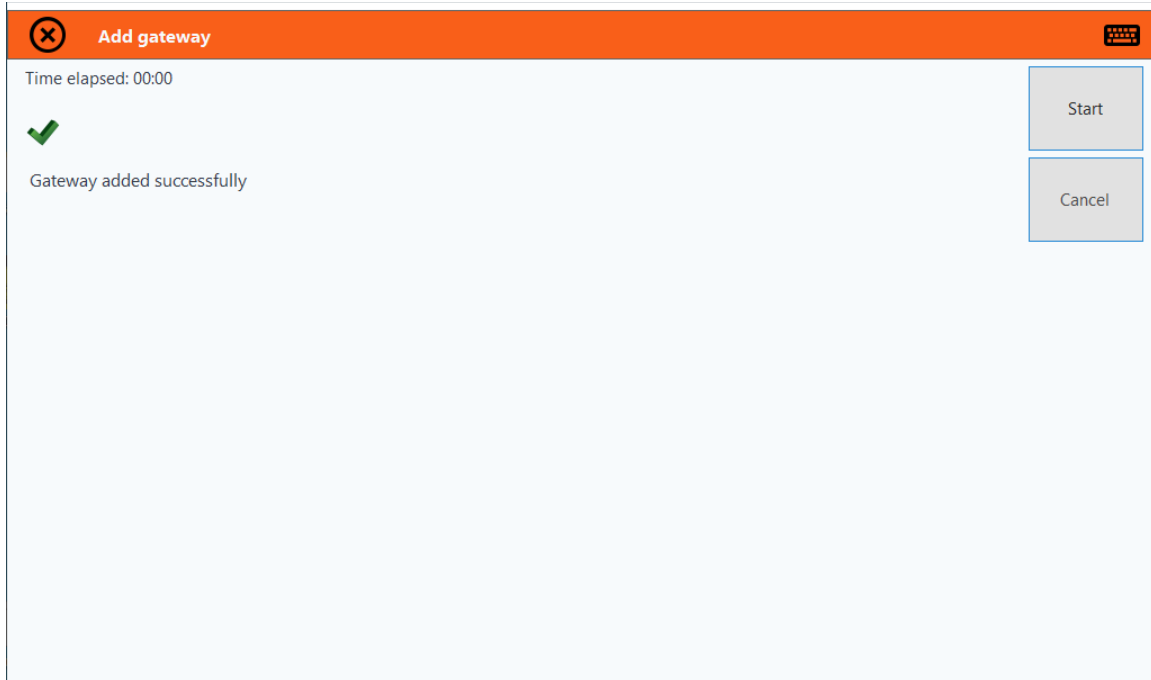 Add gateway
Time elapsed: 00:00
Start
Gateway added successfully
Cancel